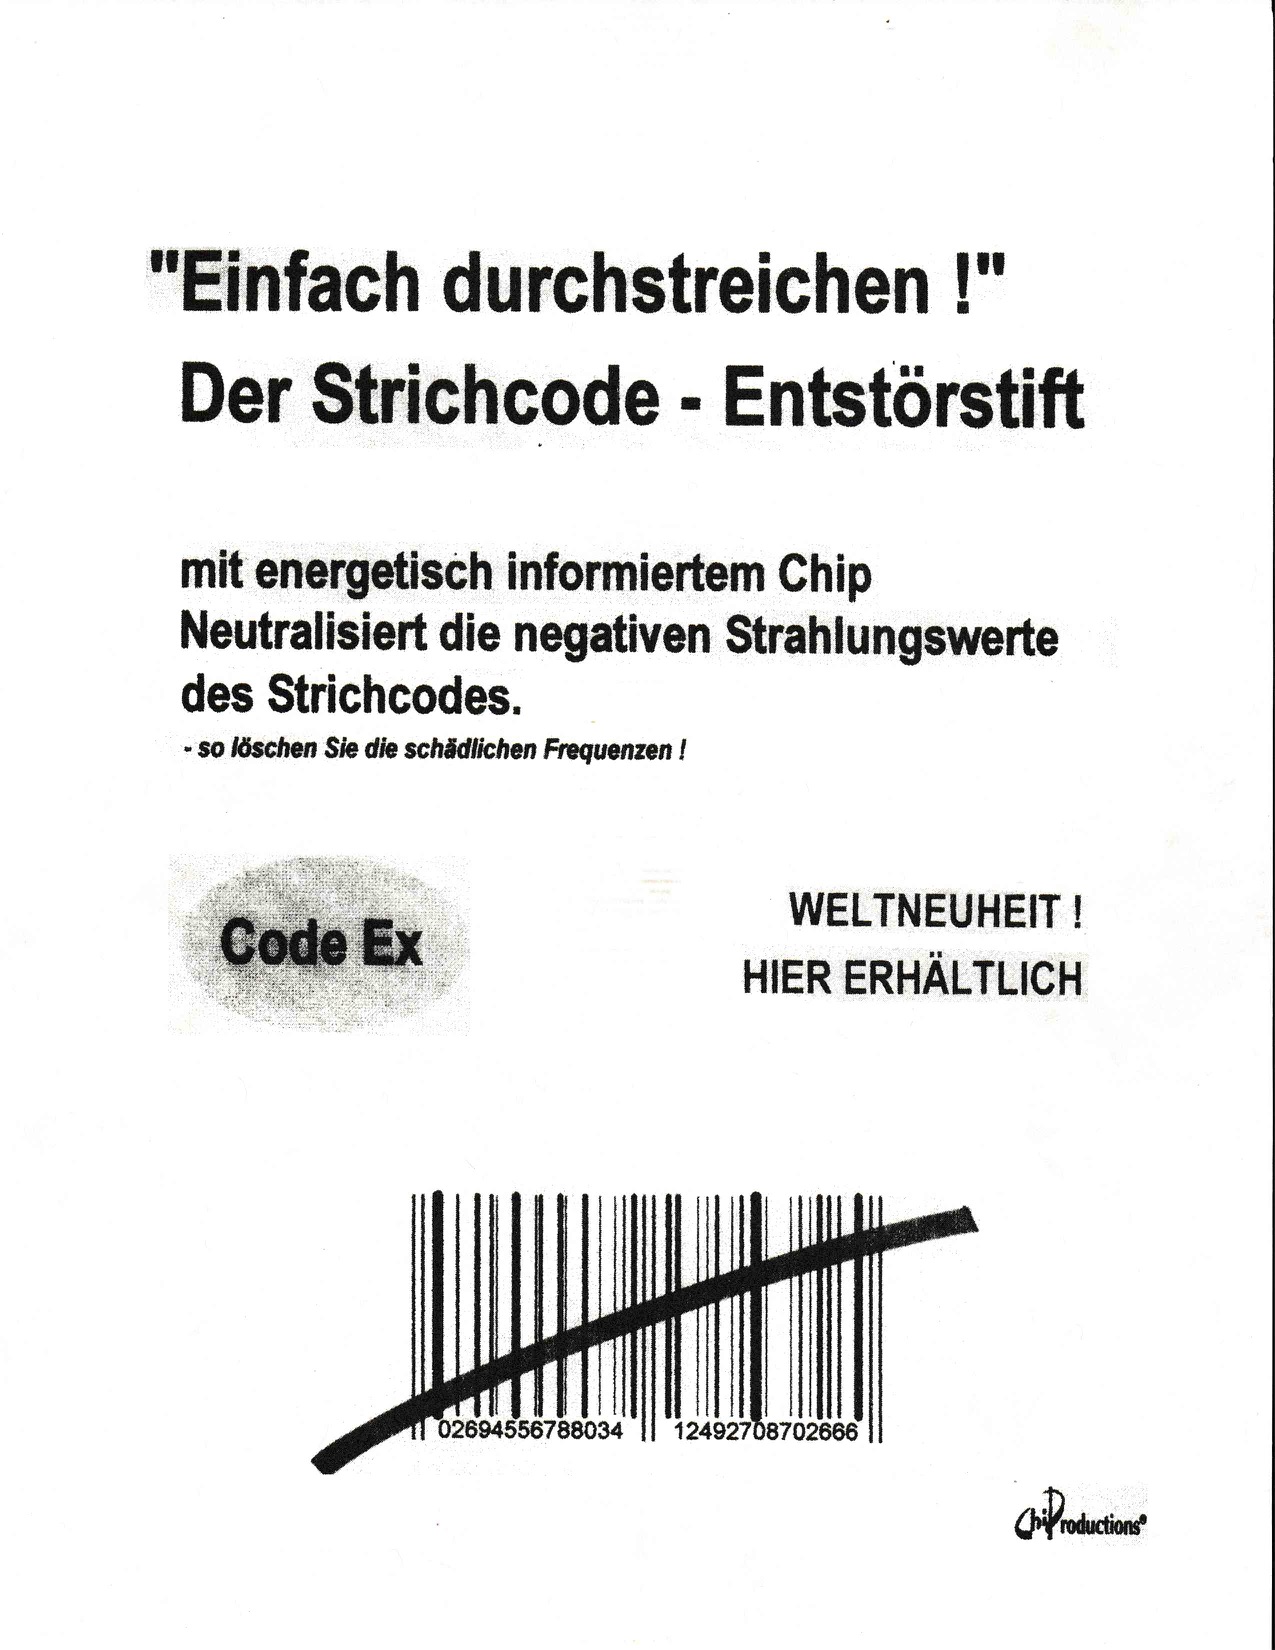 "Einfach durchstreichen !"
Der Strichcode - Entstörstift
mit energetisch informiertem Chip
Neutralisiert die negativen Strahlungswerte
des Strichcodes.
- so löschen Sie die schädlichen Frequenzen !
Code Ex
WELTNEUHEIT !
HIER ERHÄLTLICH
02694556788034 12492708702666
ChiProductions®